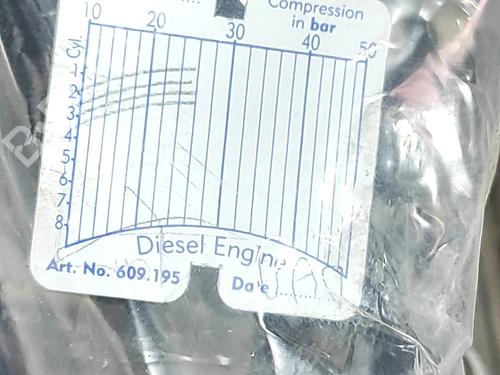 Compression
in bar
10 20 30 40 50
Cyl.
1
2
3
4
5
6
7
8
Diesel Engine
Art. No. 609.195 Date